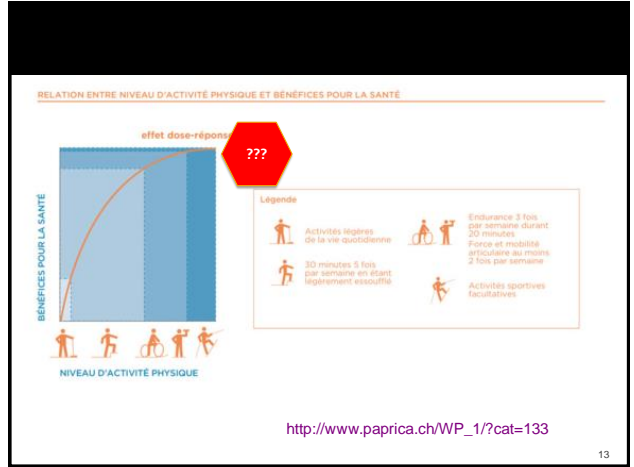 RELATION ENTRE NIVEAU D'ACTIVITÉ PHYSIQUE ET BÉNÉFICES POUR LA SANTÉ
effet dose-réponse
???
BÉNÉFICES POUR LA SANTÉ
NIVEAU D'ACTIVITÉ PHYSIQUE
Légende
Activités légères
de la vie quotidienne
30 minutes 5 fois
par semaine en étant
légèrement essoufflé
Endurance 3 fois
par semaine durant
20 minutes
Force et mobilité
articulaire au moins
2 fois par semaine
Activités sportives
facultatives
http://www.paprica.ch/WP_1/?cat=133
13